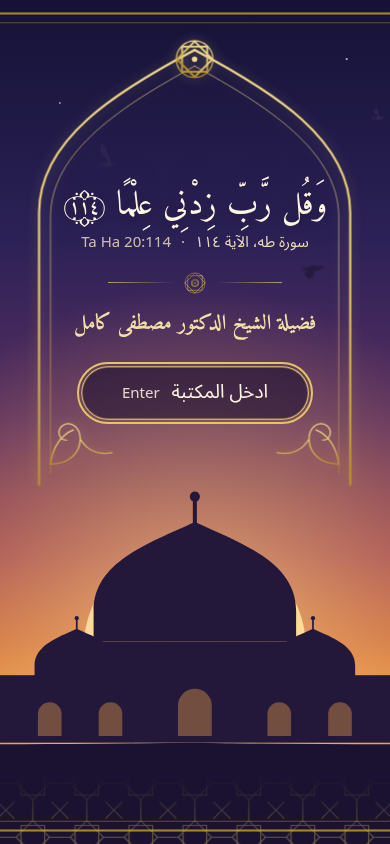 وَقُل رَّبِّ زِدْنِي عِلْمًا ۝١١٤
سورة طه، الآية ١١٤ · Ta Ha 20:114
فضيلة الشيخ الدكتور مصطفى كامل
ادخل المكتبة Enter